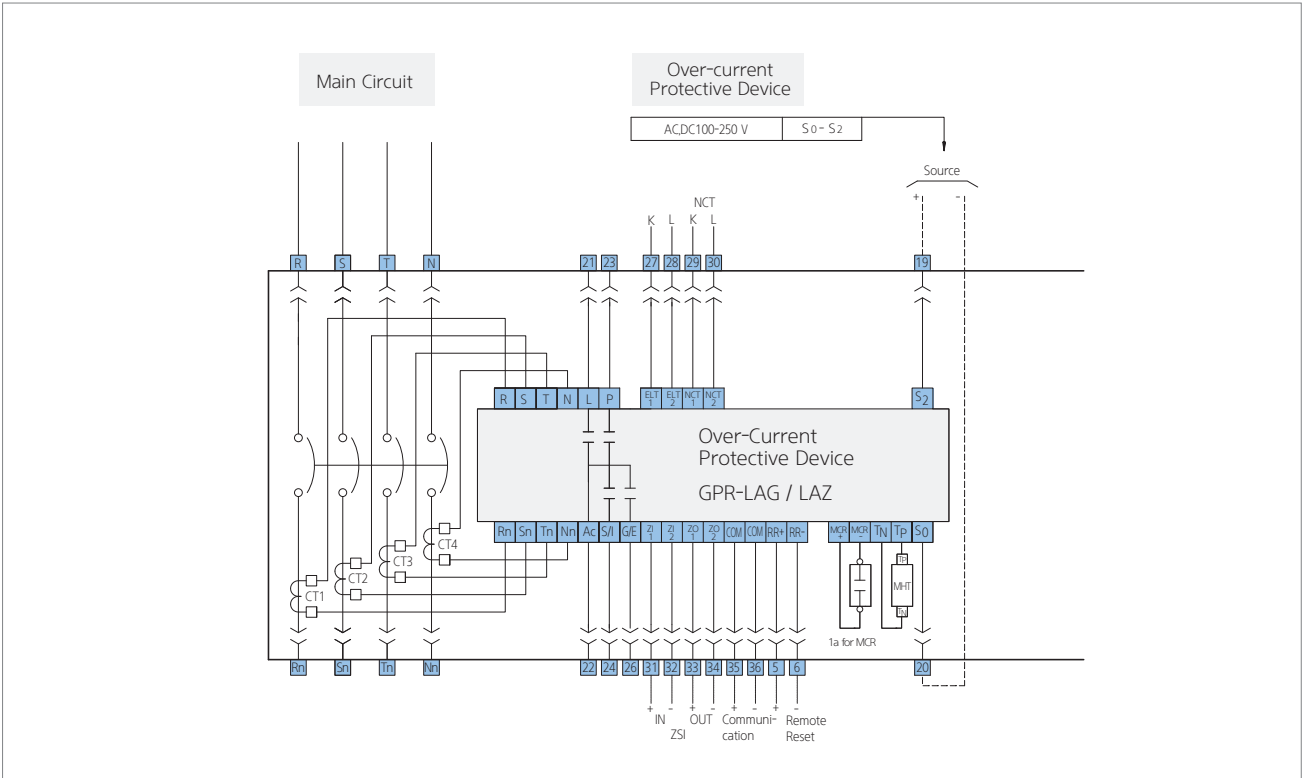 Main Circuit
Over-current
Protective Device
AC,DC100-250 V
S0 - S2
Source
+ -
NCT
K L K L
R S T N 21 23 27 28 29 30 19
R S T N L P ELT 1 ELT 2 NCT 1 NCT 2 S2
Over-Current
Protective Device
GPR-LAG / LAZ
Rn Sn Tn Nn Ac S/I G/E ZI 1 ZI 2 ZO 1 ZO 2 COM COM RR+ RR- MCR + MCR - TN TP S0
CT4
CT3
CT2
CT1
TP
MHT
TN
1a for MCR
Rn Sn Tn Nn 22 24 26 31 32 33 34 35 36 5 6 20
+ - + - + - + -
IN OUT Communi- Remote
ZSI cation Reset